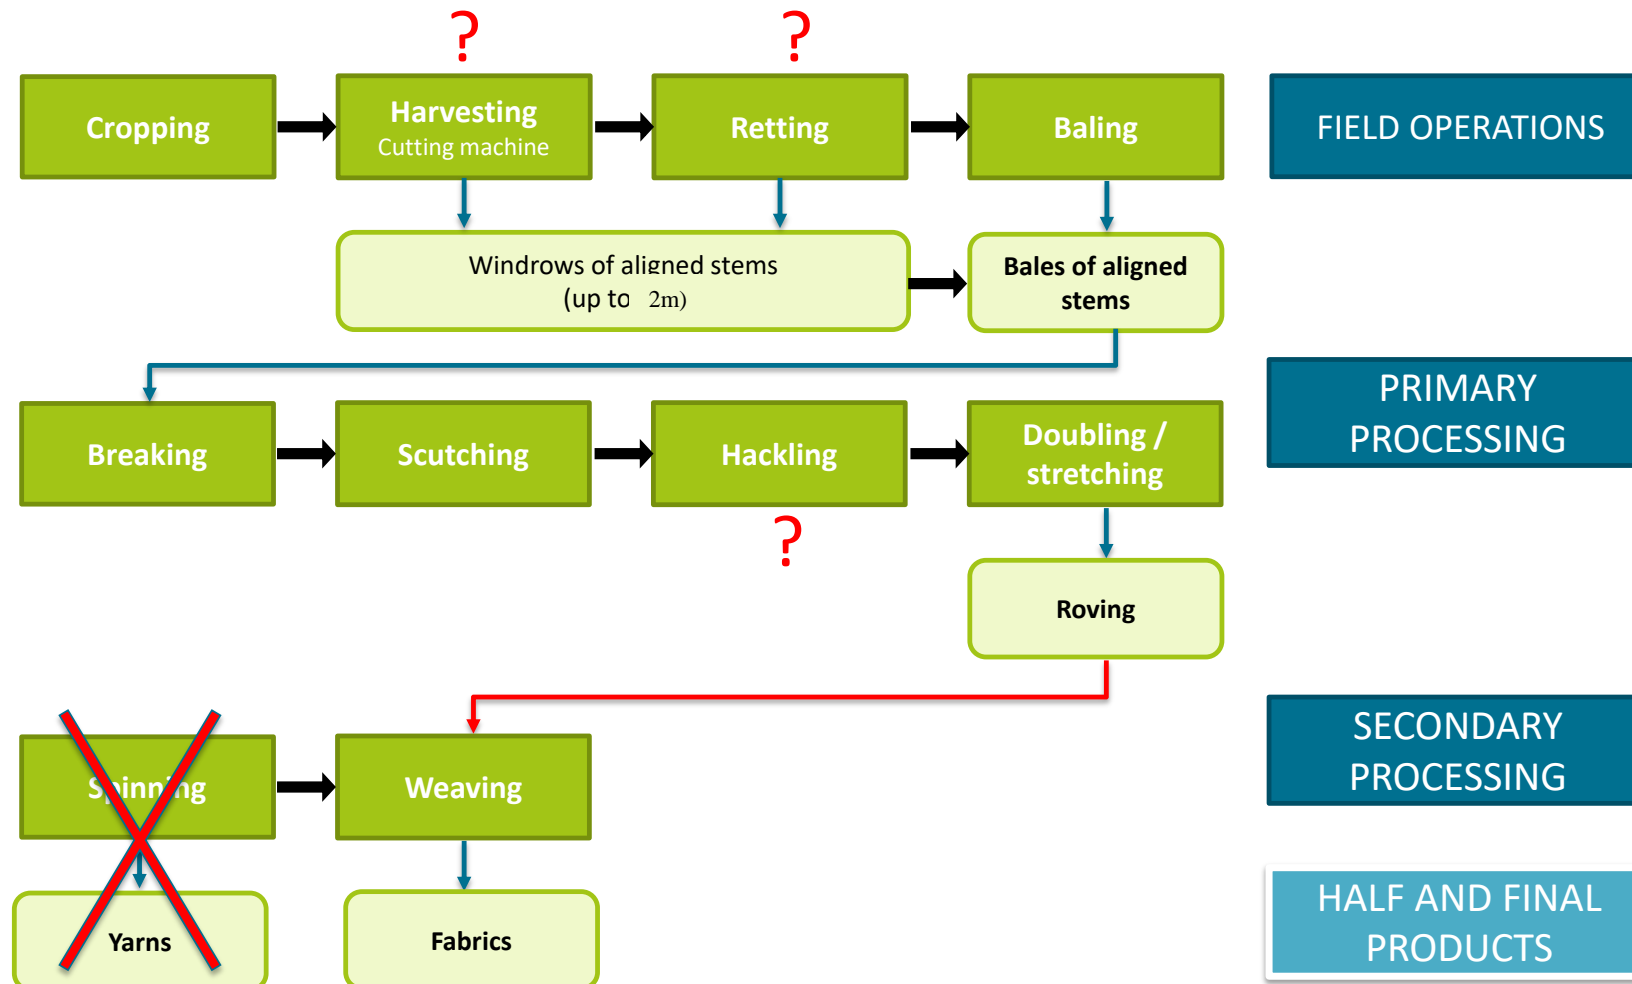 ?
?
Cropping
Harvesting
Cutting machine
Retting
Baling
FIELD OPERATIONS
Windrows of aligned stems
(up to 2m)
Bales of aligned
stems
PRIMARY
PROCESSING
Breaking
Scutching
Hackling
Doubling /
stretching
?
Roving
SECONDARY
PROCESSING
Spinning
Weaving
HALF AND FINAL
PRODUCTS
Yarns
Fabrics